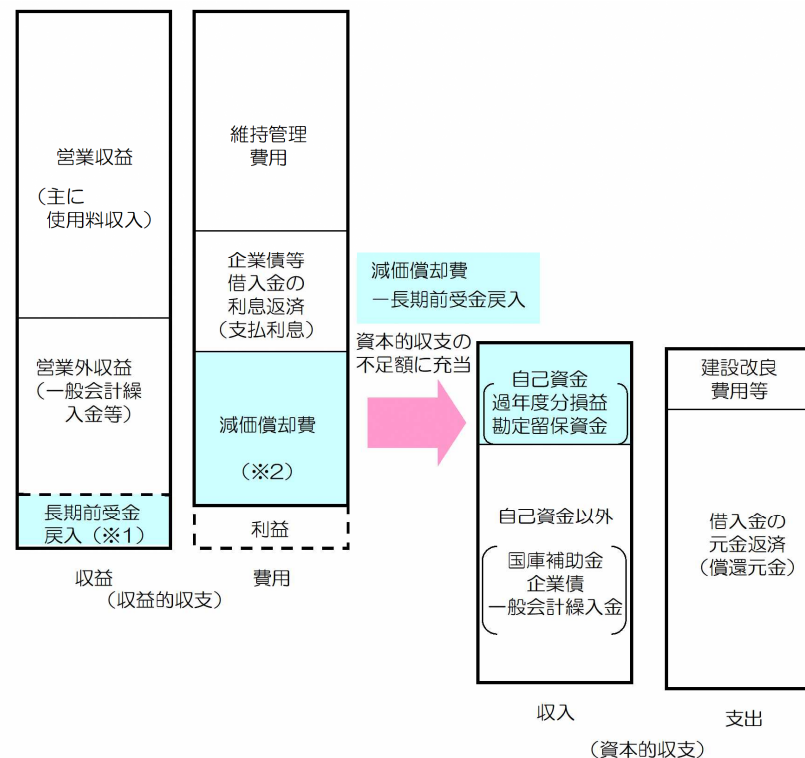 営業収益
（主に
使用料収入）
営業外収益
（一般会計繰
入金等）
長期前受金
戻入（※1）
収益
維持管理
費用
企業債等
借入金の
利息返済
（支払利息）
減価償却費
（※2）
利益
費用
（収益的収支）
減価償却費
－長期前受金戻入
資本的収支の
不足額に充当
自己資金
過年度分損益
勘定留保資金
自己資金以外
国庫補助金
企業債
一般会計繰入金
収入
建設改良
費用等
借入金の
元金返済
（償還元金）
支出
（資本的収支）